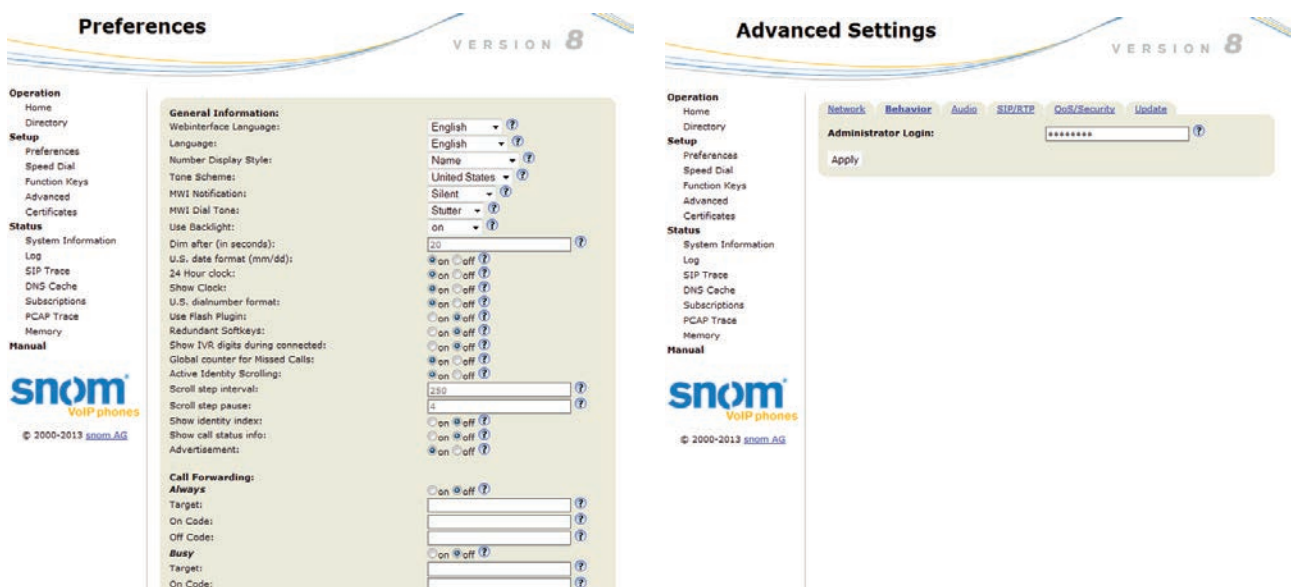 Preferences
VERSION 8
Operation
Home
Directory
Setup
Preferences
Speed Dial
Function Keys
Advanced
Certificates
Status
System Information
Log
SIP Trace
DNS Cache
Subscriptions
PCAP Trace
Memory
Manual
snom
VoIP phones
© 2000-2013 snom AG
General Information:
Webinterface Language: English
Language: English
Number Display Style: Name
Tone Scheme: United States
MWI Notification: Silent
MWI Dial Tone: Stutter
Use Backlight: on
Dim after (in seconds): 20
U.S. date format (mm/dd): on off
24 Hour clock: on off
Show Clock: on off
U.S. dialnumber format: on off
Use Flash Plugin: on off
Redundant Softkeys: on off
Show IVR digits during connected: on off
Global counter for Missed Calls: on off
Active Identity Scrolling: on off
Scroll step interval: 250
Scroll step pause: 4
Show identity index: on off
Show call status info: on off
Advertisement: on off
Call Forwarding:
Always on off
Target:
On Code:
Off Code:
Busy on off
Target:
On Code:
Advanced Settings
VERSION 8
Operation
Home
Directory
Setup
Preferences
Speed Dial
Function Keys
Advanced
Certificates
Status
System Information
Log
SIP Trace
DNS Cache
Subscriptions
PCAP Trace
Memory
Manual
snom
VoIP phones
© 2000-2013 snom AG
Network Behavior Audio SIP/RTP QoS/Security Update
Administrator Login: ••••••••
Apply